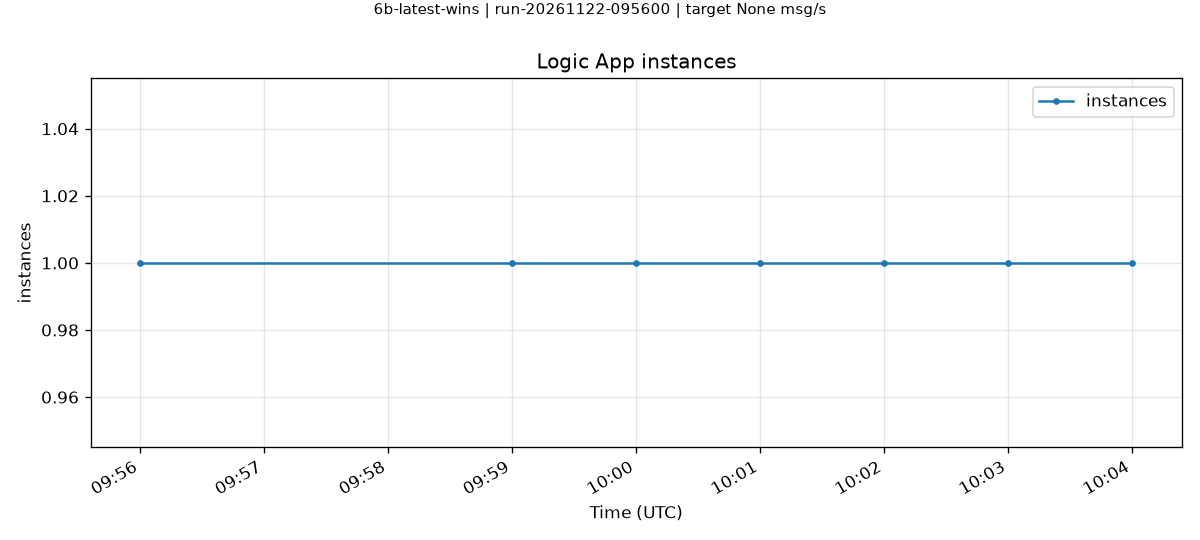 6b-latest-wins | run-20261122-095600 | target None msg/s
Logic App instances
instances
1.04
1.02
1.00
0.98
0.96
instances
09:56
09:57
09:58
09:59
10:00
10:01
10:02
10:03
10:04
Time (UTC)